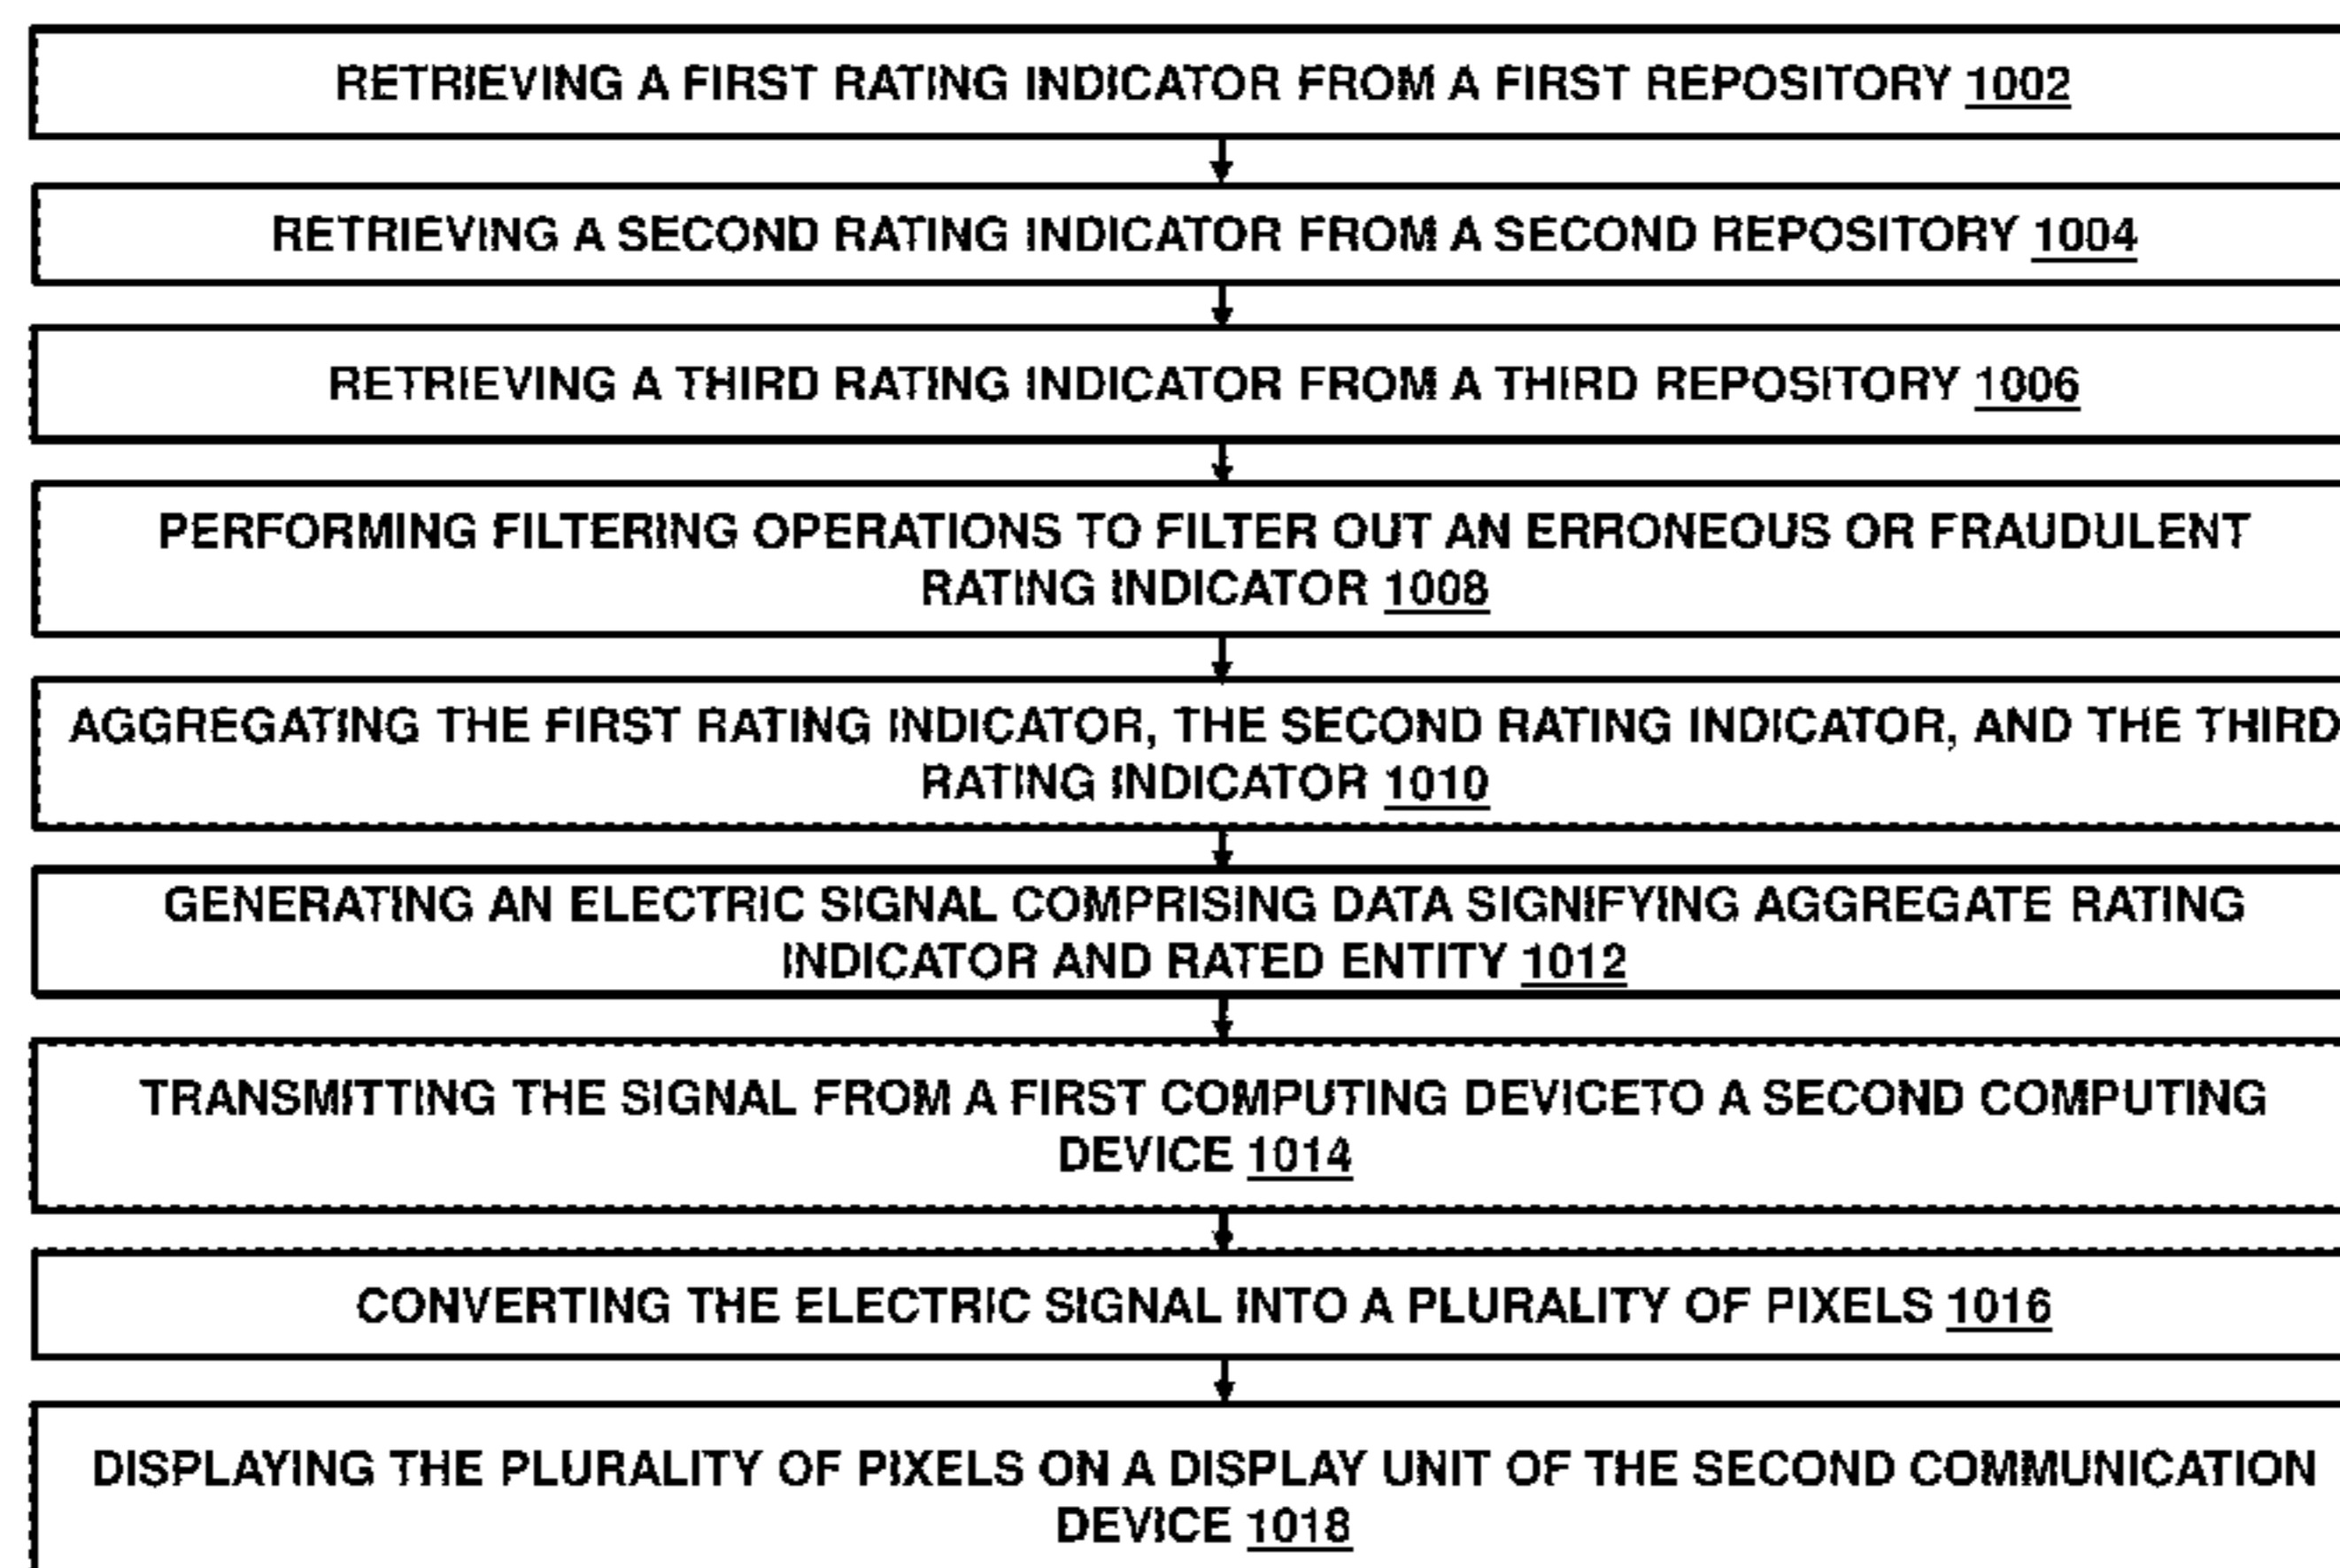 RETRIEVING A FIRST RATING INDICATOR FROM A FIRST REPOSITORY 1002
RETRIEVING A SECOND RATING INDICATOR FROM A SECOND REPOSITORY 1004
RETRIEVING A THIRD RATING INDICATOR FROM A THIRD REPOSITORY 1006
PERFORMING FILTERING OPERATIONS TO FILTER OUT AN ERRONEOUS OR FRAUDULENT
RATING INDICATOR 1008
AGGREGATING THE FIRST RATING INDICATOR, THE SECOND RATING INDICATOR, AND THE THIRD
RATING INDICATOR 1010
GENERATING AN ELECTRIC SIGNAL COMPRISING DATA SIGNIFYING AGGREGATE RATING
INDICATOR AND RATED ENTITY 1012
TRANSMITTING THE SIGNAL FROM A FIRST COMPUTING DEVICETO A SECOND COMPUTING
DEVICE 1014
CONVERTING THE ELECTRIC SIGNAL INTO A PLURALITY OF PIXELS 1016
DISPLAYING THE PLURALITY OF PIXELS ON A DISPLAY UNIT OF THE SECOND COMMUNICATION
DEVICE 1018